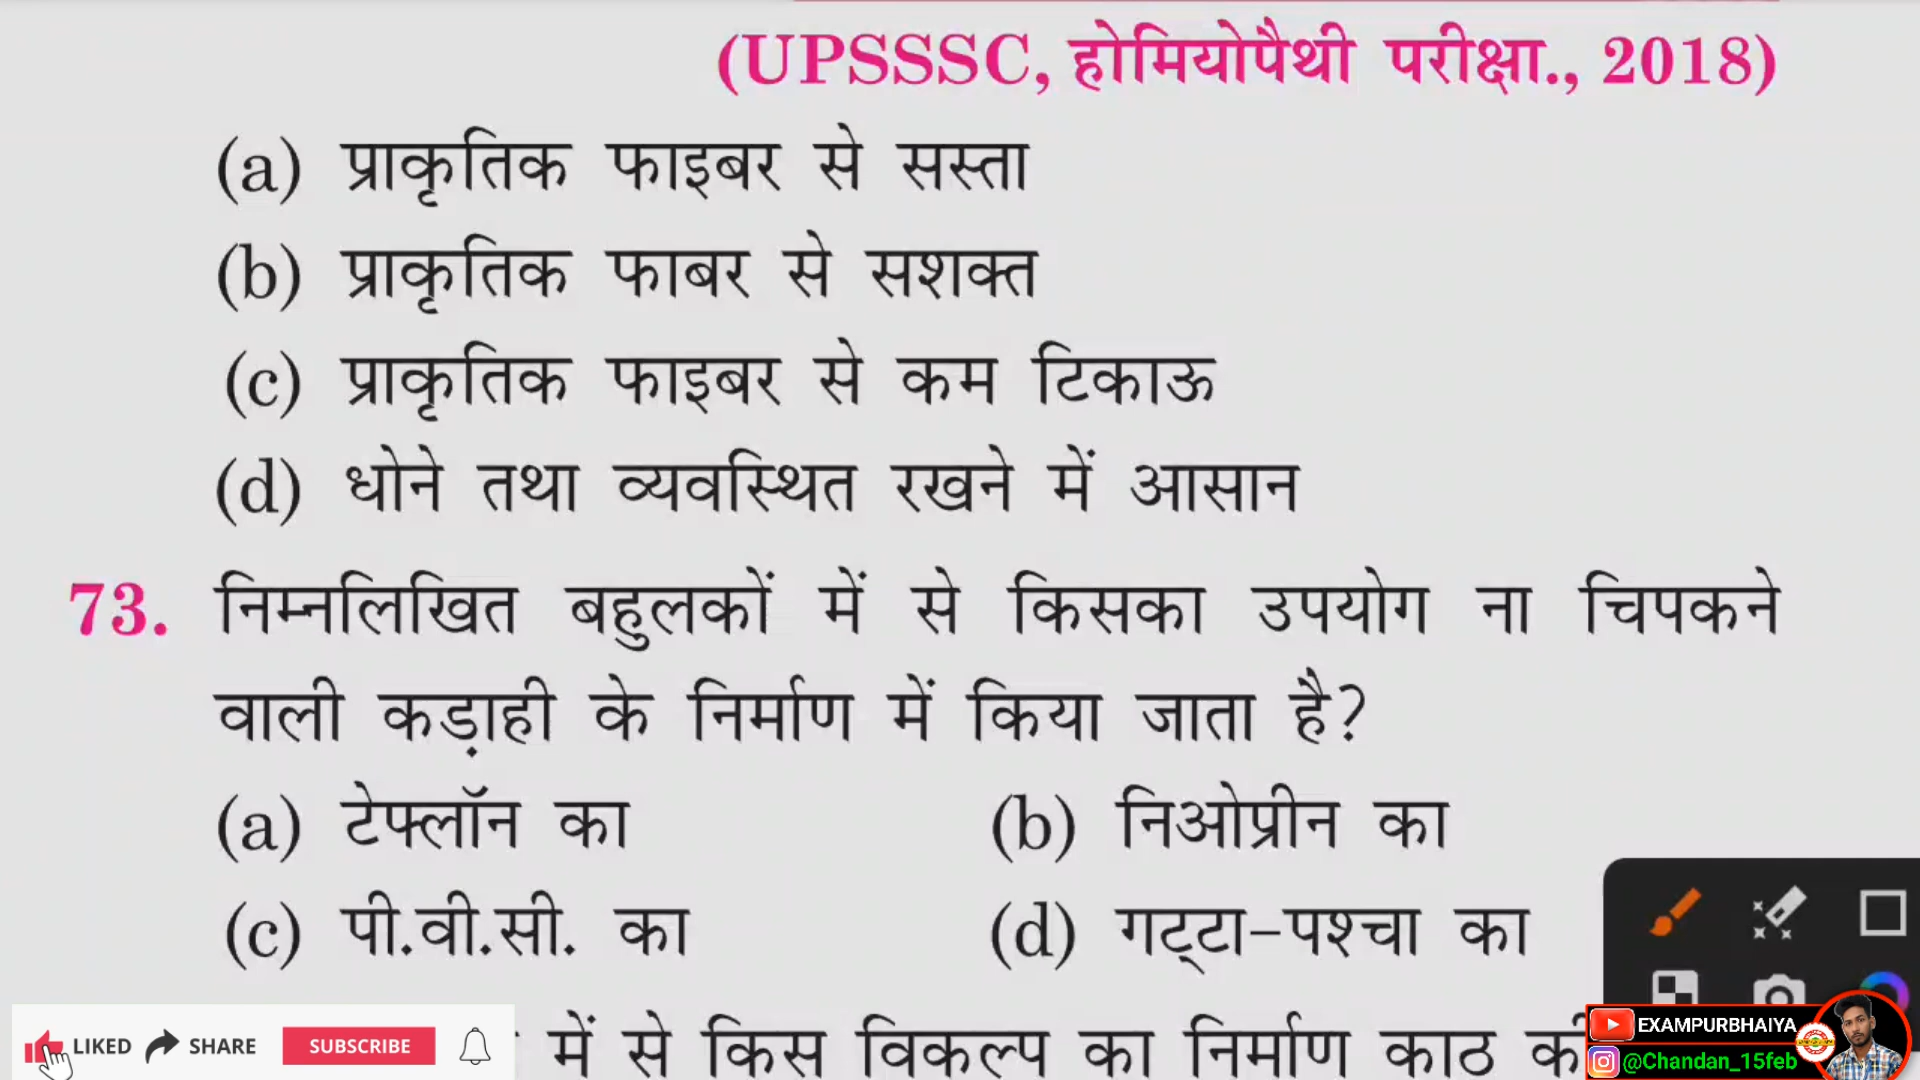 (UPSSSC, होमियोपैथी परीक्षा., 2018)
(a) प्राकृतिक फाइबर से सस्ता
(b) प्राकृतिक फाबर से सशक्त
(c) प्राकृतिक फाइबर से कम टिकाऊ
(d) धोने तथा व्यवस्थित रखने में आसान
73. निम्नलिखित बहुलकों में से किसका उपयोग ना चिपकने
वाली कड़ाही के निर्माण में किया जाता है?
(a) टेफ्लॉन का (b) निओप्रीन का
(c) पी.वी.सी. का (d) गट्टा-पश्चा का
में से किस विकल्प का निर्माण काठ की
LIKED SHARE SUBSCRIBE
EXAMPURBHAIYA
@Chandan_15feb